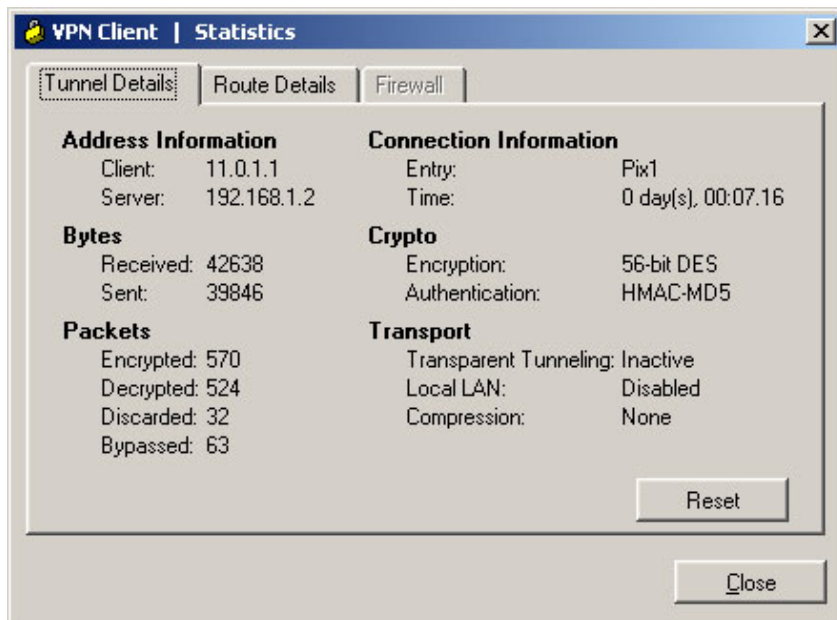 VPN Client | Statistics
Tunnel Details Route Details Firewall
Address Information
Client: 11.0.1.1
Server: 192.168.1.2
Bytes
Received: 42638
Sent: 39846
Packets
Encrypted: 570
Decrypted: 524
Discarded: 32
Bypassed: 63
Connection Information
Entry: Pix1
Time: 0 day(s), 00:07.16
Crypto
Encryption: 56-bit DES
Authentication: HMAC-MD5
Transport
Transparent Tunneling: Inactive
Local LAN: Disabled
Compression: None
Reset
Close